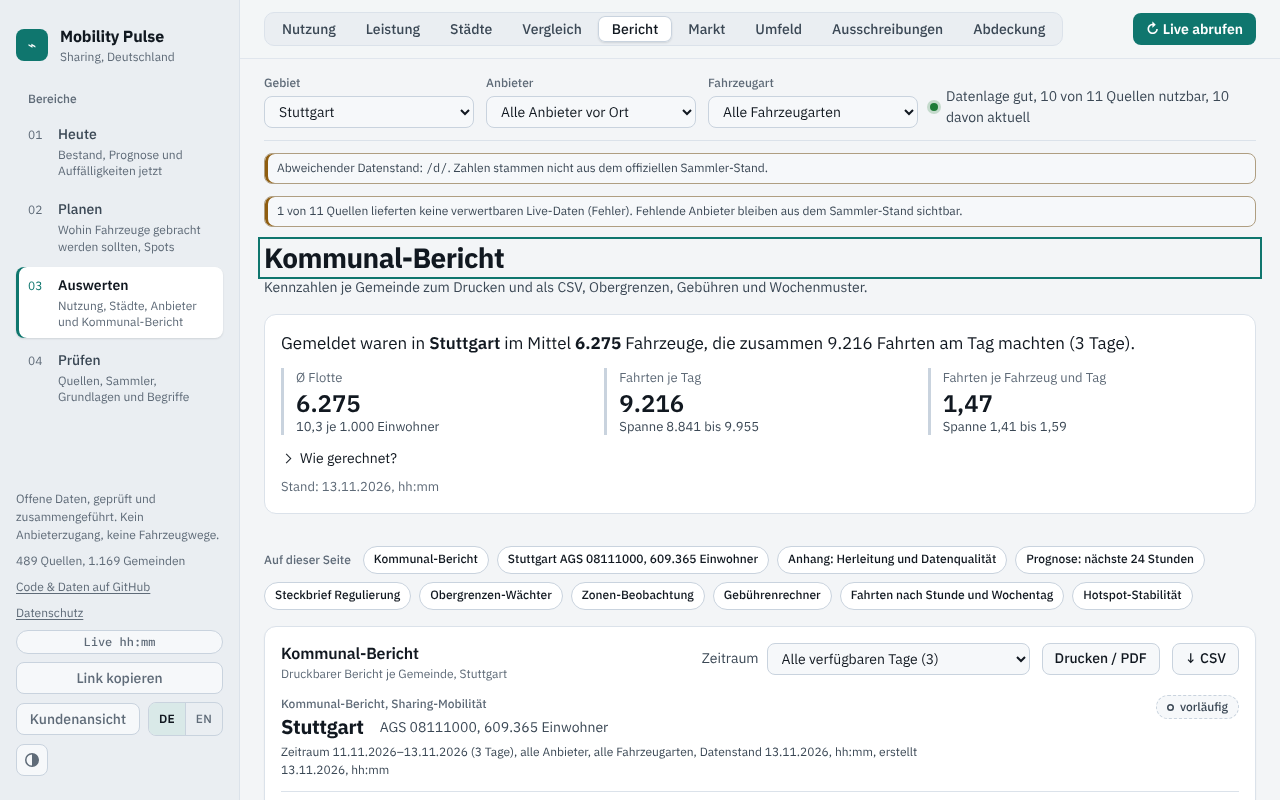 Mobility Pulse
Sharing, Deutschland
Bereiche
01 Heute
Bestand, Prognose und
Auffälligkeiten jetzt
02 Planen
Wohin Fahrzeuge gebracht
werden sollten, Spots
03 Auswerten
Nutzung, Städte, Anbieter
und Kommunal-Bericht
04 Prüfen
Quellen, Sammler,
Grundlagen und Begriffe
Offene Daten, geprüft und
zusammengeführt. Kein
Anbieterzugang, keine Fahrzeugwege.
489 Quellen, 1.169 Gemeinden
Code & Daten auf GitHub
Datenschutz
Live hh:mm
Link kopieren
Kundenansicht DE EN
Nutzung Leistung Städte Vergleich Bericht Markt Umfeld Ausschreibungen Abdeckung
↻ Live abrufen
Gebiet Anbieter Fahrzeugart
Stuttgart Alle Anbieter vor Ort Alle Fahrzeugarten
Datenlage gut, 10 von 11 Quellen nutzbar, 10
davon aktuell
Abweichender Datenstand: /d/. Zahlen stammen nicht aus dem offiziellen Sammler-Stand.
1 von 11 Quellen lieferten keine verwertbaren Live-Daten (Fehler). Fehlende Anbieter bleiben aus dem Sammler-Stand sichtbar.
Kommunal-Bericht
Kennzahlen je Gemeinde zum Drucken und als CSV, Obergrenzen, Gebühren und Wochenmuster.
Gemeldet waren in Stuttgart im Mittel 6.275 Fahrzeuge, die zusammen 9.216 Fahrten am Tag machten (3 Tage).
Ø Flotte
6.275
10,3 je 1.000 Einwohner
Fahrten je Tag
9.216
Spanne 8.841 bis 9.955
Fahrten je Fahrzeug und Tag
1,47
Spanne 1,41 bis 1,59
Wie gerechnet?
Stand: 13.11.2026, hh:mm
Auf dieser Seite Kommunal-Bericht Stuttgart AGS 08111000, 609.365 Einwohner Anhang: Herleitung und Datenqualität Prognose: nächste 24 Stunden
Steckbrief Regulierung Obergrenzen-Wächter Zonen-Beobachtung Gebührenrechner Fahrten nach Stunde und Wochentag Hotspot-Stabilität
Kommunal-Bericht
Druckbarer Bericht je Gemeinde, Stuttgart
Zeitraum Alle verfügbaren Tage (3) Drucken / PDF ↓ CSV
Kommunal-Bericht, Sharing-Mobilität
Stuttgart AGS 08111000, 609.365 Einwohner
vorläufig
Zeitraum 11.11.2026–13.11.2026 (3 Tage), alle Anbieter, alle Fahrzeugarten, Datenstand 13.11.2026, hh:mm, erstellt
13.11.2026, hh:mm